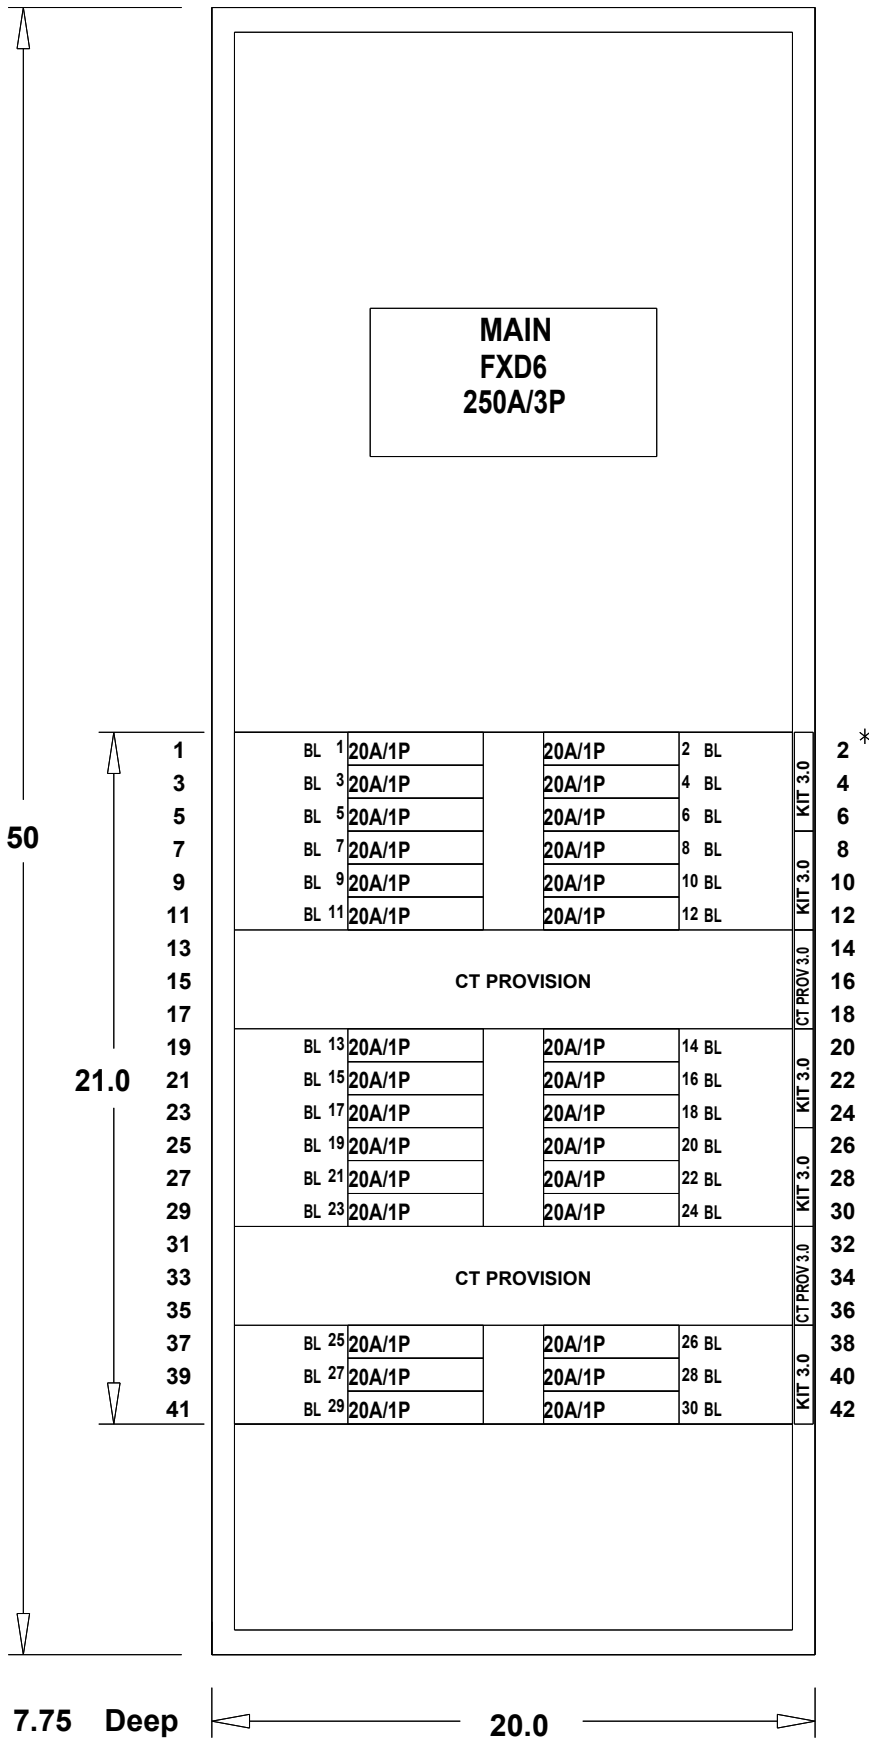 MAIN
FXD6
250A/3P
1 BL 1 20A/1P 20A/1P 2 BL 2 *
3 BL 3 20A/1P 20A/1P 4 BL 4
5 BL 5 20A/1P 20A/1P 6 BL 6
KIT 3.0
7 BL 7 20A/1P 20A/1P 8 BL 8
9 BL 9 20A/1P 20A/1P 10 BL 10
11 BL 11 20A/1P 20A/1P 12 BL 12
KIT 3.0
13 14
15 CT PROVISION 16
17 18
CT PROV 3.0
19 BL 13 20A/1P 20A/1P 14 BL 20
21 BL 15 20A/1P 20A/1P 16 BL 22
23 BL 17 20A/1P 20A/1P 18 BL 24
KIT 3.0
25 BL 19 20A/1P 20A/1P 20 BL 26
27 BL 21 20A/1P 20A/1P 22 BL 28
29 BL 23 20A/1P 20A/1P 24 BL 30
KIT 3.0
31 32
33 CT PROVISION 34
35 36
CT PROV 3.0
37 BL 25 20A/1P 20A/1P 26 BL 38
39 BL 27 20A/1P 20A/1P 28 BL 40
41 BL 29 20A/1P 20A/1P 30 BL 42
KIT 3.0
50
21.0
7.75 Deep
20.0